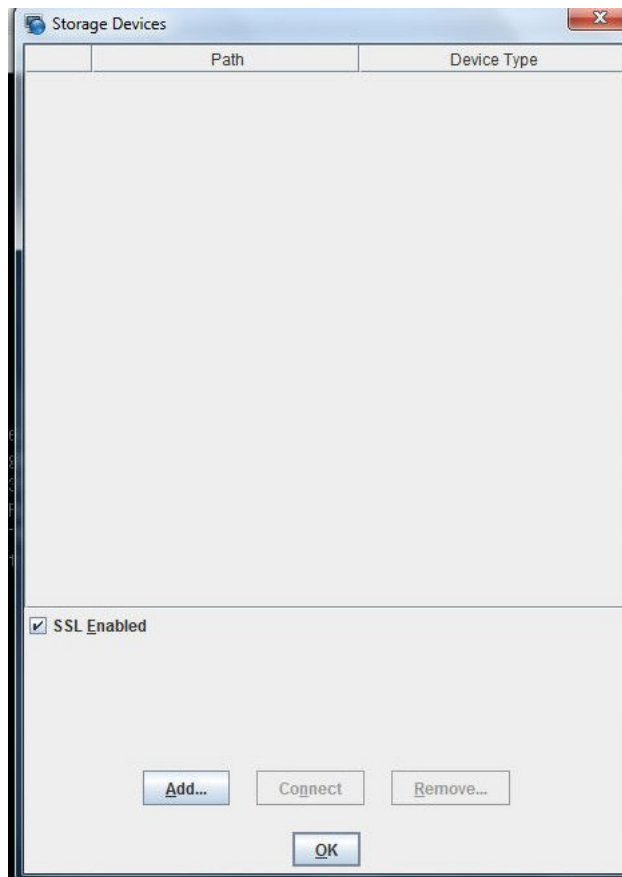 Storage Devices
Path Device Type
SSL Enabled
Add... Connect Remove...
OK